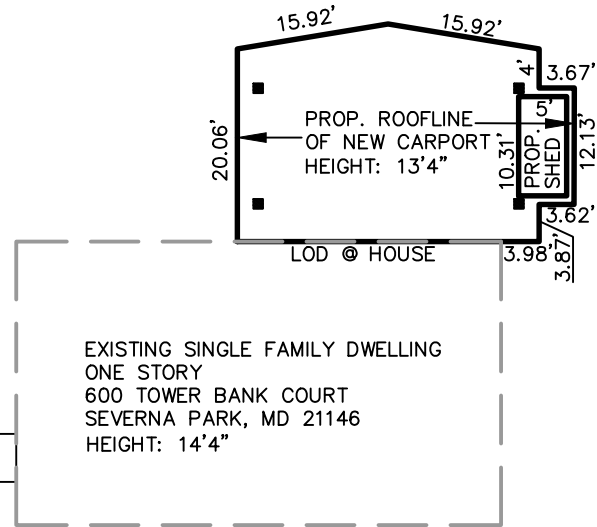 15.92'
15.92'
4'
3.67'
20.06'
PROP. ROOFLINE
OF NEW CARPORT
HEIGHT: 13'4"
5'
10.31'
PROP.
SHED
12.13'
3.62'
LOD @ HOUSE
3.98'
3.87'
EXISTING SINGLE FAMILY DWELLING
ONE STORY
600 TOWER BANK COURT
SEVERNA PARK, MD 21146
HEIGHT: 14'4"